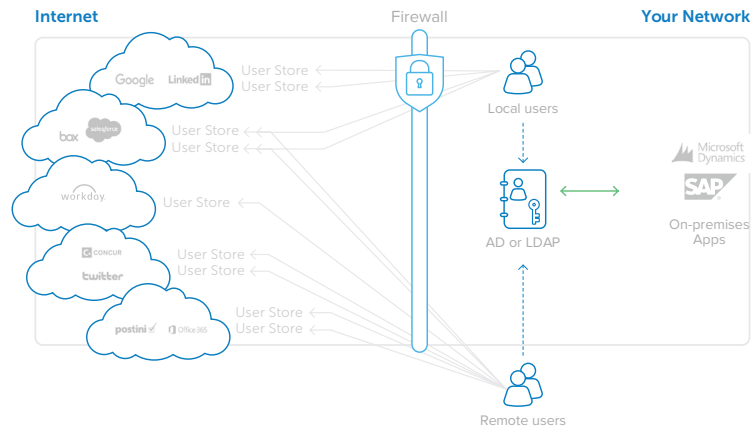 Internet
Firewall
Your Network
Google
Linked in
User Store
User Store
Local users
box
salesforce
User Store
User Store
Microsoft
Dynamics
workday.
User Store
SAP
AD or LDAP
On-premises
Apps
C. CONCUR
twitter
User Store
User Store
postini
Office 365
User Store
User Store
Remote users